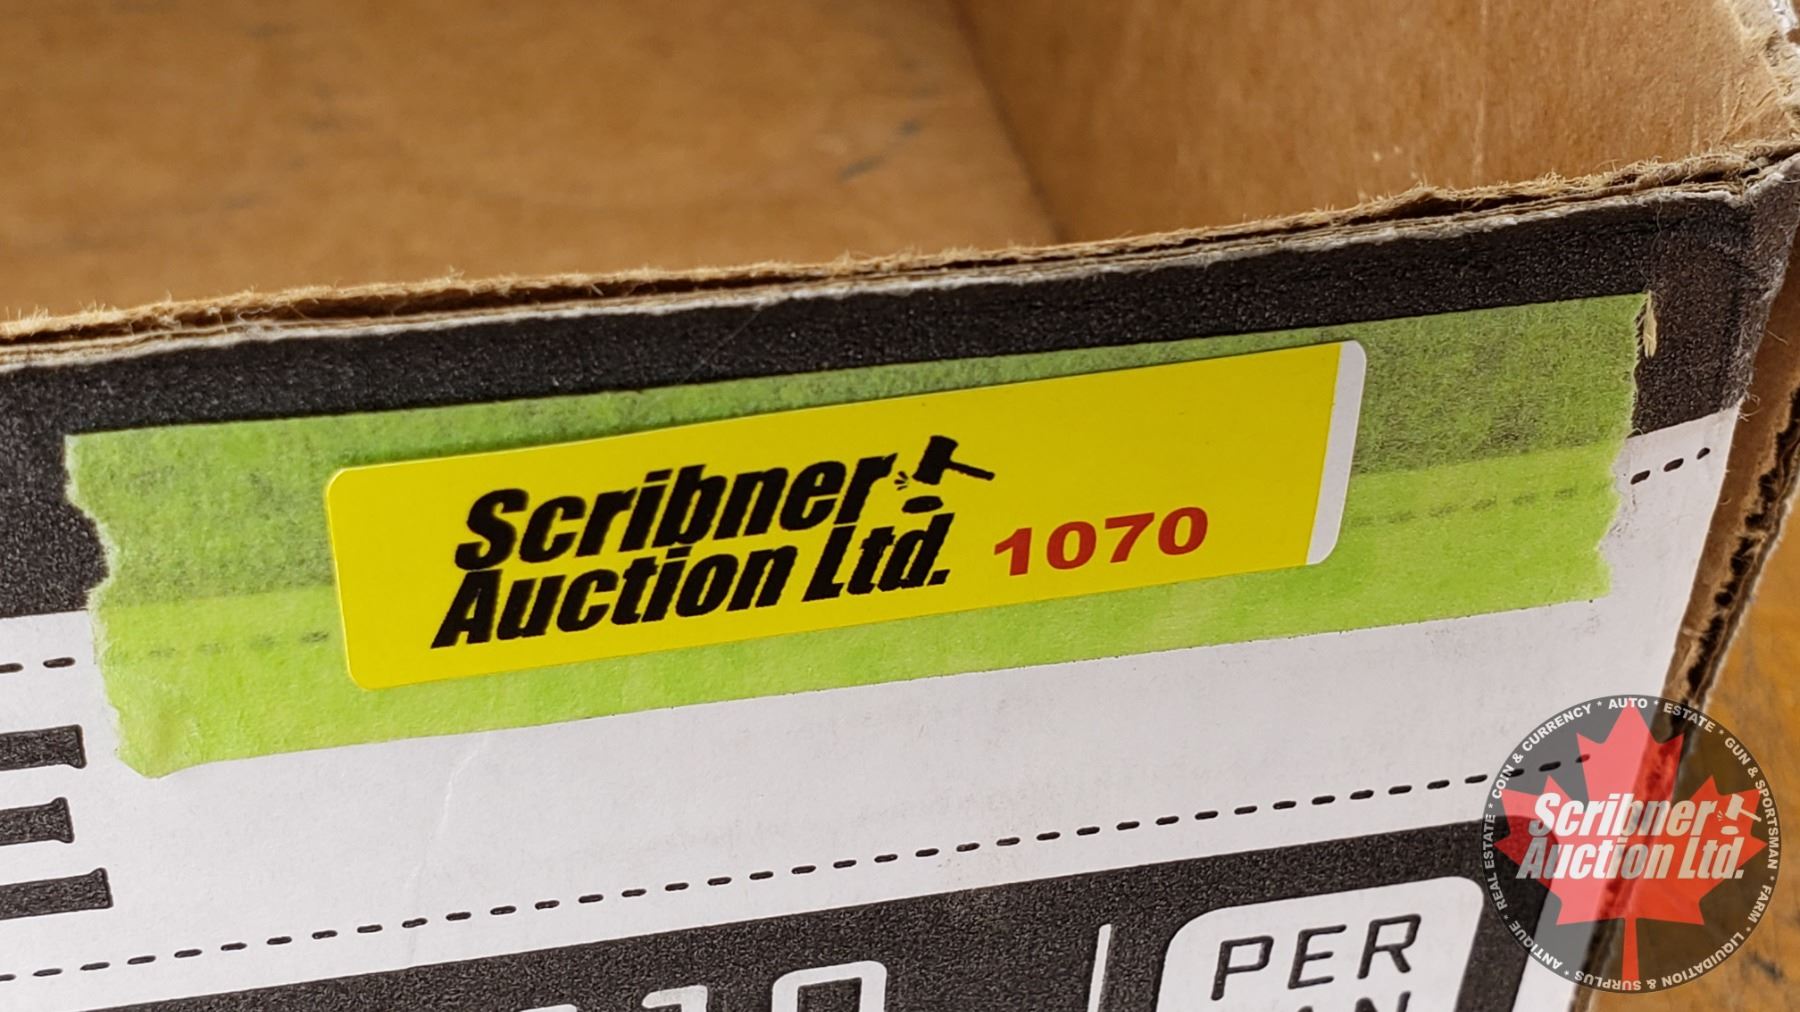 Scribner
Auction Ltd. 1070
PER
REAL ESTATE * COIN & CURRENCY * AUTO * ESTATE * GUN & SPORTSMAN * FARM * LIQUIDATION & SURPLUS * ANTIQUE *
Scribner
Auction Ltd.